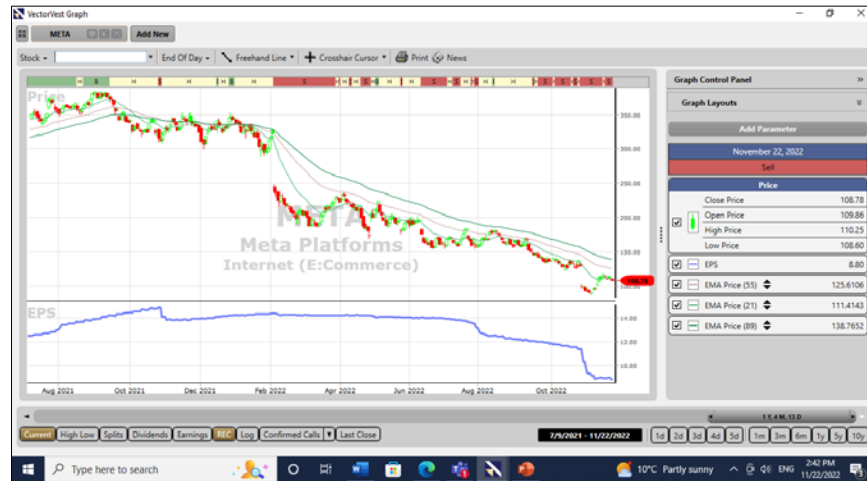 VectorVest Graph
META
Add New
Stock
End Of Day
Freehand Line
Crosshair Cursor
Print
News
Price
350.00
300.00
250.00
200.00
150.00
108.78
META
Meta Platforms
Internet (E:Commerce)
EPS
14.00
12.00
10.00
Aug 2021 Oct 2021 Dec 2021 Feb 2022 Apr 2022 Jun 2022 Aug 2022 Oct 2022
Graph Control Panel
Graph Layouts
Add Parameter
November 22, 2022
Sell
Price
Close Price 108.78
Open Price 109.86
High Price 110.25
Low Price 108.60
EPS 8.80
EMA Price (55) 125.6106
EMA Price (21) 111.4143
EMA Price (89) 138.7652
1 Y, 4 M, 13 D
Current High Low Splits Dividends Earnings REC Log Confirmed Calls Last Close
7/9/2021 - 11/22/2022
1d 2d 3d 4d 5d 1m 3m 6m 1y 5y 10y
Type here to search
10°C Partly sunny
ENG
2:42 PM
11/22/2022